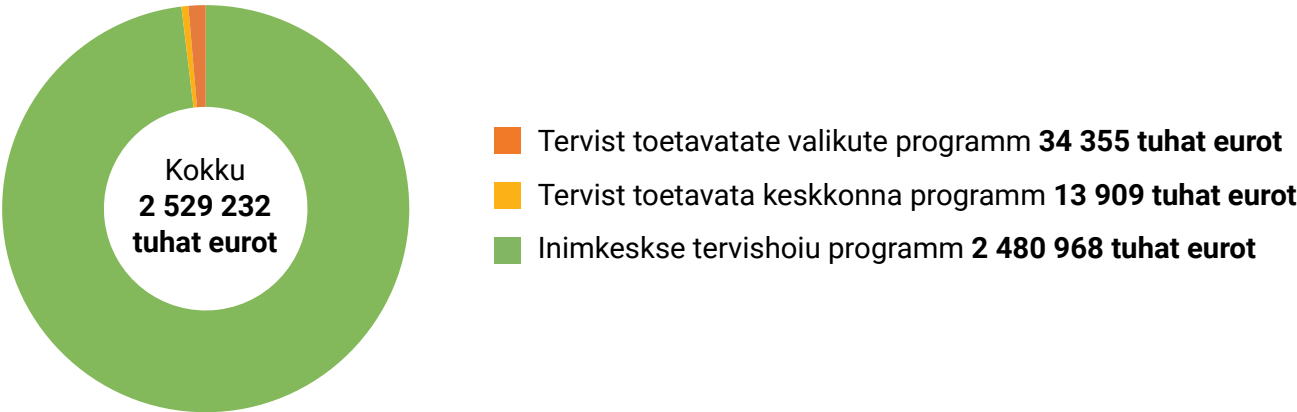 Kokku
2 529 232
tuhat eurot
Tervist toetavatate valikute programm 34 355 tuhat eurot
Tervist toetavata keskkonna programm 13 909 tuhat eurot
Inimkeskse tervishoiu programm 2 480 968 tuhat eurot